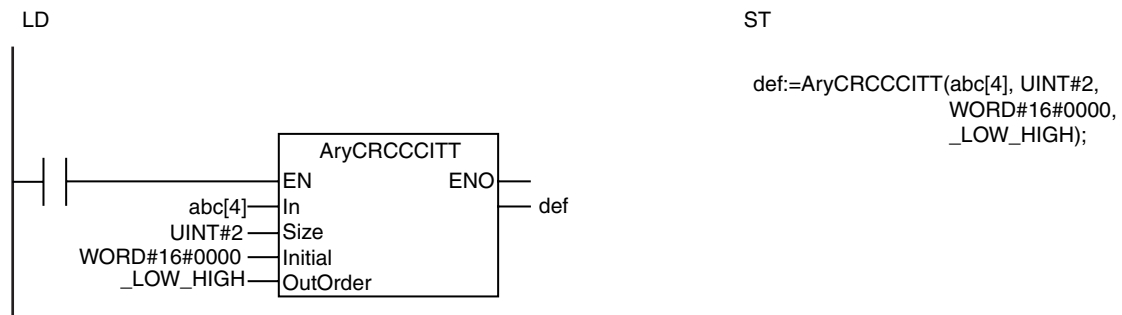 LD
ST
def:=AryCRCCCITT(abc[4], UINT#2,
WORD#16#0000,
_LOW_HIGH);
AryCRCCCITT
EN ENO
abc[4] In def
UINT#2 Size
WORD#16#0000 Initial
_LOW_HIGH OutOrder